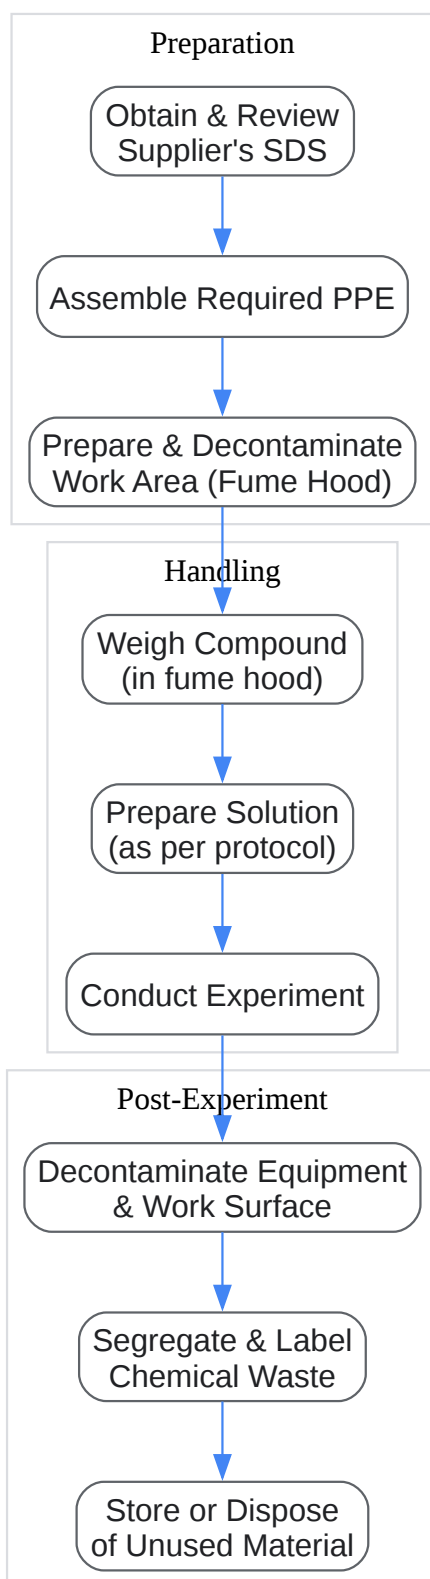 Preparation
Obtain & Review
Supplier's SDS
Assemble Required PPE
Prepare & Decontaminate
Work Area (Fume Hood)
Handling
Weigh Compound
(in fume hood)
Prepare Solution
(as per protocol)
Conduct Experiment
Post-Experiment
Decontaminate Equipment
& Work Surface
Segregate & Label
Chemical Waste
Store or Dispose
of Unused Material